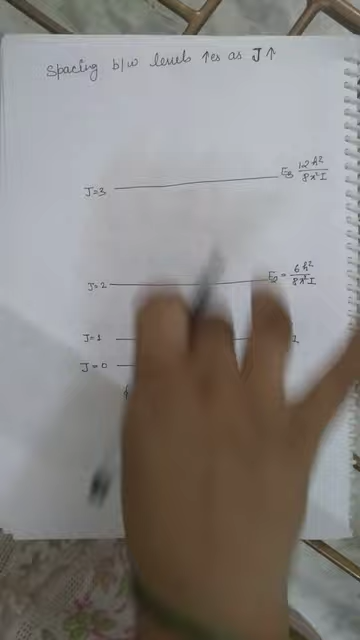 Spacing b/w levels ↑es as J ↑
J=3
E₃ 12h²/8π²I
J=2
E₂ = 6h²/8π²I
J=1
J=0